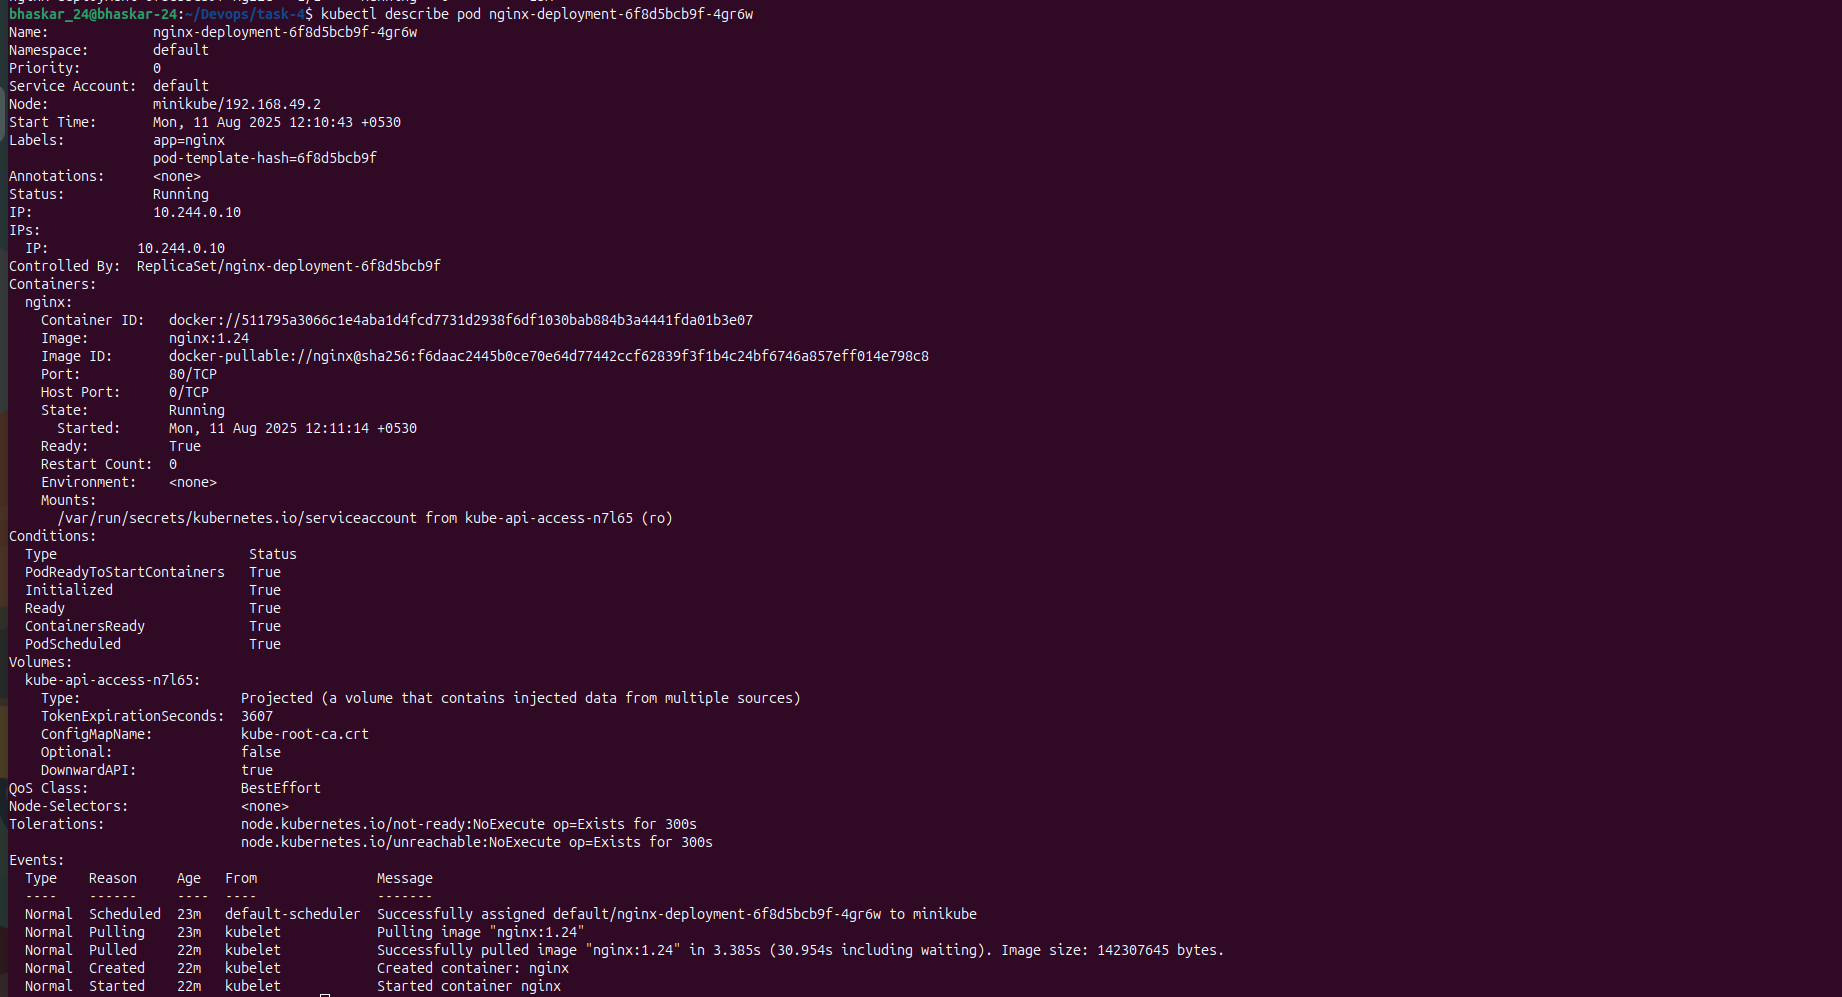 bhaskar_24@bhaskar-24:~/Devops/task-4$ kubectl describe pod nginx-deployment-6f8d5bcb9f-4gr6w
Name:             nginx-deployment-6f8d5bcb9f-4gr6w
Namespace:        default
Priority:         0
Service Account:  default
Node:             minikube/192.168.49.2
Start Time:       Mon, 11 Aug 2025 12:10:43 +0530
Labels:           app=nginx
                  pod-template-hash=6f8d5bcb9f
Annotations:      <none>
Status:           Running
IP:               10.244.0.10
IPs:
  IP:           10.244.0.10
Controlled By:  ReplicaSet/nginx-deployment-6f8d5bcb9f
Containers:
  nginx:
    Container ID:   docker://511795a3066c1e4aba1d4fcd7731d2938f6df1030bab884b3a4441fda01b3e07
    Image:          nginx:1.24
    Image ID:       docker-pullable://nginx@sha256:f6daac2445b0ce70e64d77442ccf62839f3f1b4c24bf6746a857eff014e798c8
    Port:           80/TCP
    Host Port:      0/TCP
    State:          Running
      Started:      Mon, 11 Aug 2025 12:11:14 +0530
    Ready:          True
    Restart Count:  0
    Environment:    <none>
    Mounts:
      /var/run/secrets/kubernetes.io/serviceaccount from kube-api-access-n7l65 (ro)
Conditions:
  Type                        Status
  PodReadyToStartContainers   True
  Initialized                 True
  Ready                       True
  ContainersReady             True
  PodScheduled                True
Volumes:
  kube-api-access-n7l65:
    Type:                    Projected (a volume that contains injected data from multiple sources)
    TokenExpirationSeconds:  3607
    ConfigMapName:           kube-root-ca.crt
    Optional:                false
    DownwardAPI:             true
QoS Class:                   BestEffort
Node-Selectors:              <none>
Tolerations:                 node.kubernetes.io/not-ready:NoExecute op=Exists for 300s
                             node.kubernetes.io/unreachable:NoExecute op=Exists for 300s
Events:
  Type    Reason     Age   From               Message
  ----    ------     ----  ----               -------
  Normal  Scheduled  23m   default-scheduler  Successfully assigned default/nginx-deployment-6f8d5bcb9f-4gr6w to minikube
  Normal  Pulling    23m   kubelet            Pulling image "nginx:1.24"
  Normal  Pulled     22m   kubelet            Successfully pulled image "nginx:1.24" in 3.385s (30.954s including waiting). Image size: 142307645 bytes.
  Normal  Created    22m   kubelet            Created container: nginx
  Normal  Started    22m   kubelet            Started container nginx